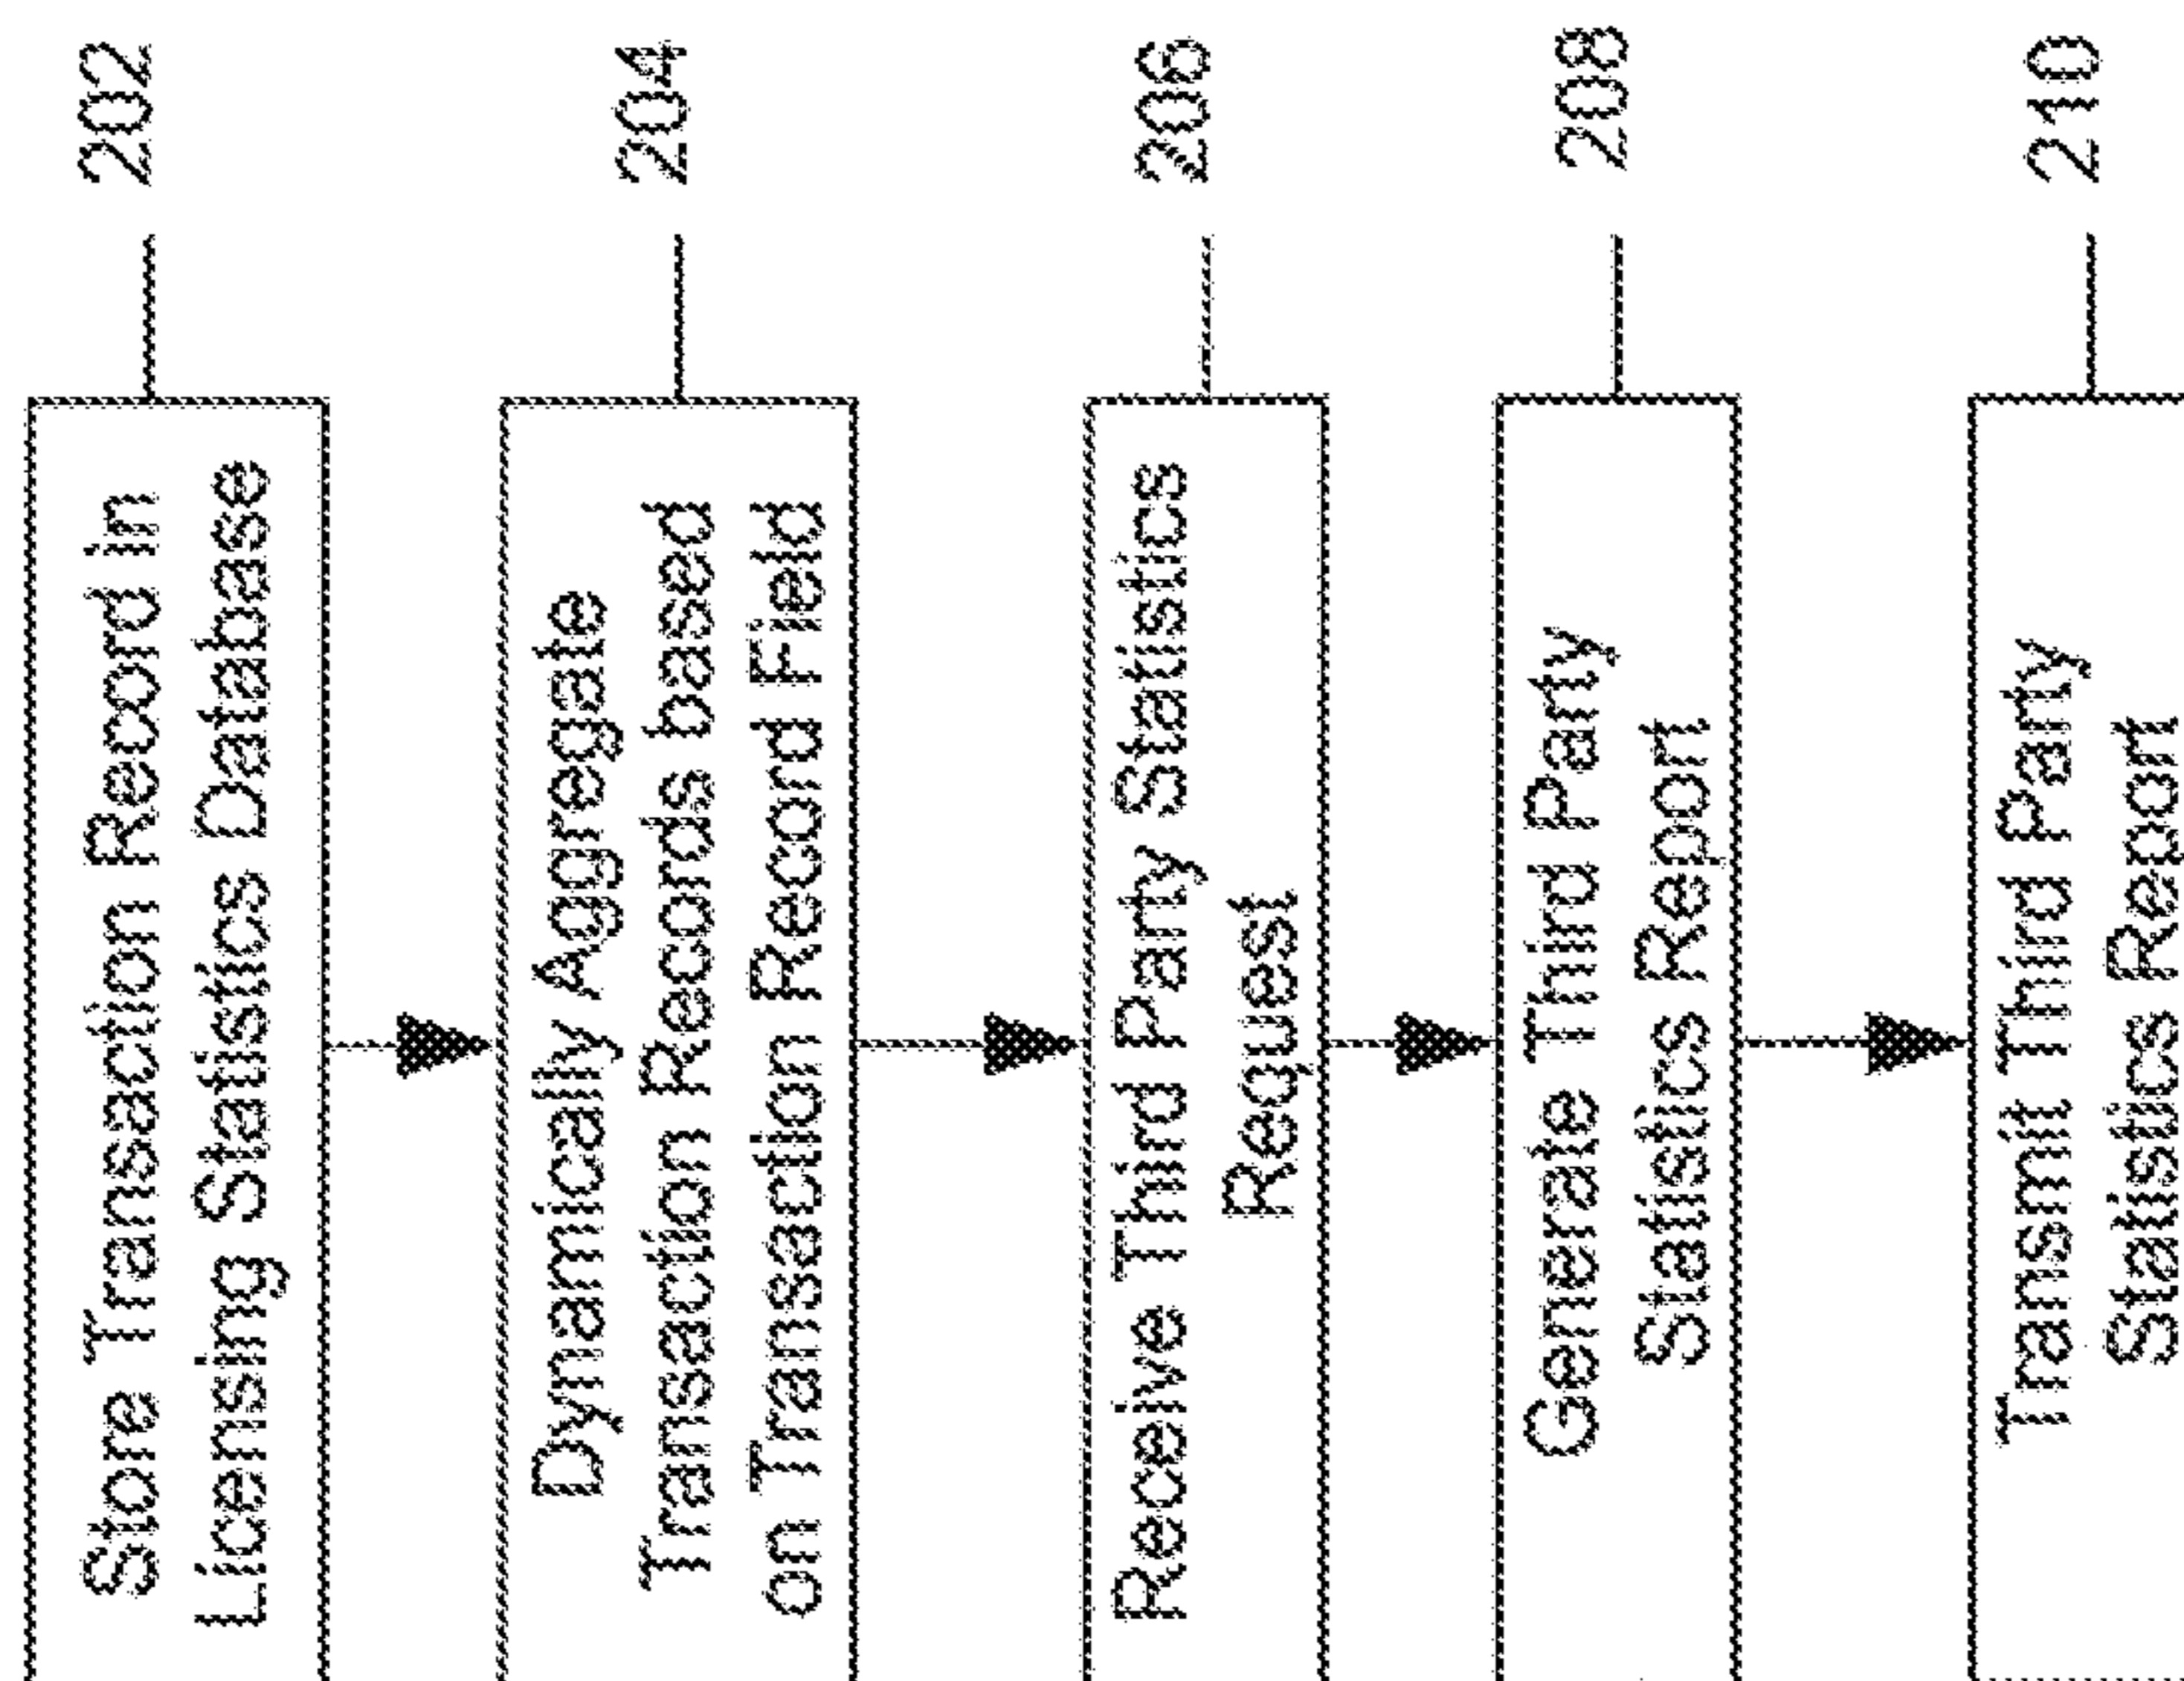 Store Transaction Record in
Licensing Statistics Database
202
Dynamically Aggregate
Transaction Records based
on Transaction Record Field
204
Receive Third Party Statistics
Request
206
Generate Third Party
Statistics Report
208
Transmit Third Party
Statistics Report
210